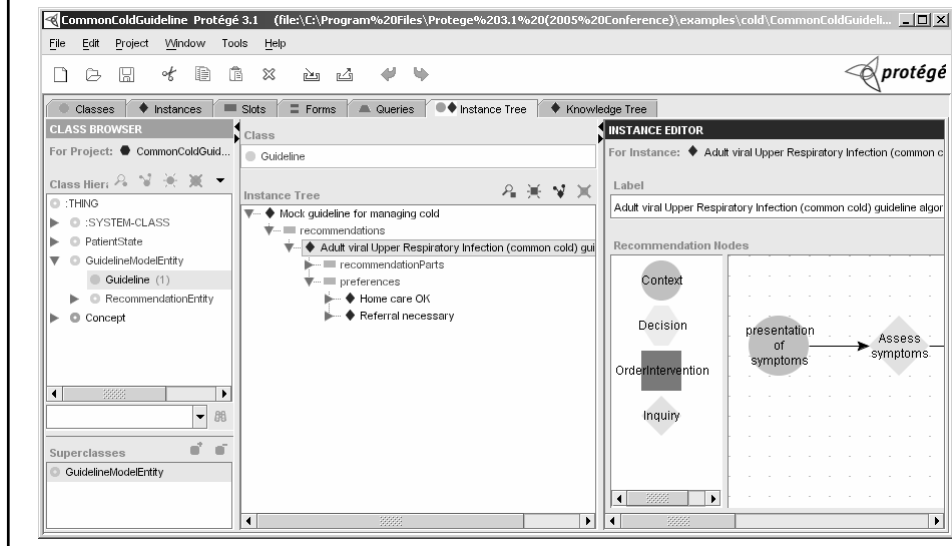 CommonColdGuideline Protégé 3.1 (file:\C:\Program%20Files\Protege%203.1%20(2005%20Conference)\examples\cold\CommonColdGuideli...
File Edit Project Window Tools Help
protégé
Classes Instances Slots Forms Queries Instance Tree Knowledge Tree
CLASS BROWSER
For Project: CommonColdGuid...
Class Hier:
:THING
:SYSTEM-CLASS
PatientState
GuidelineModelEntity
Guideline (1)
RecommendationEntity
Concept
Superclasses
GuidelineModelEntity
Class
Guideline
Instance Tree
Mock guideline for managing cold
recommendations
Adult viral Upper Respiratory Infection (common cold) gui
recommendationParts
preferences
Home care OK
Referral necessary
INSTANCE EDITOR
For Instance: Adult viral Upper Respiratory Infection (common c
Label
Adult viral Upper Respiratory Infection (common cold) guideline algor
Recommendation Nodes
Context
Decision
OrderIntervention
Inquiry
presentation
of
symptoms
Assess
symptoms